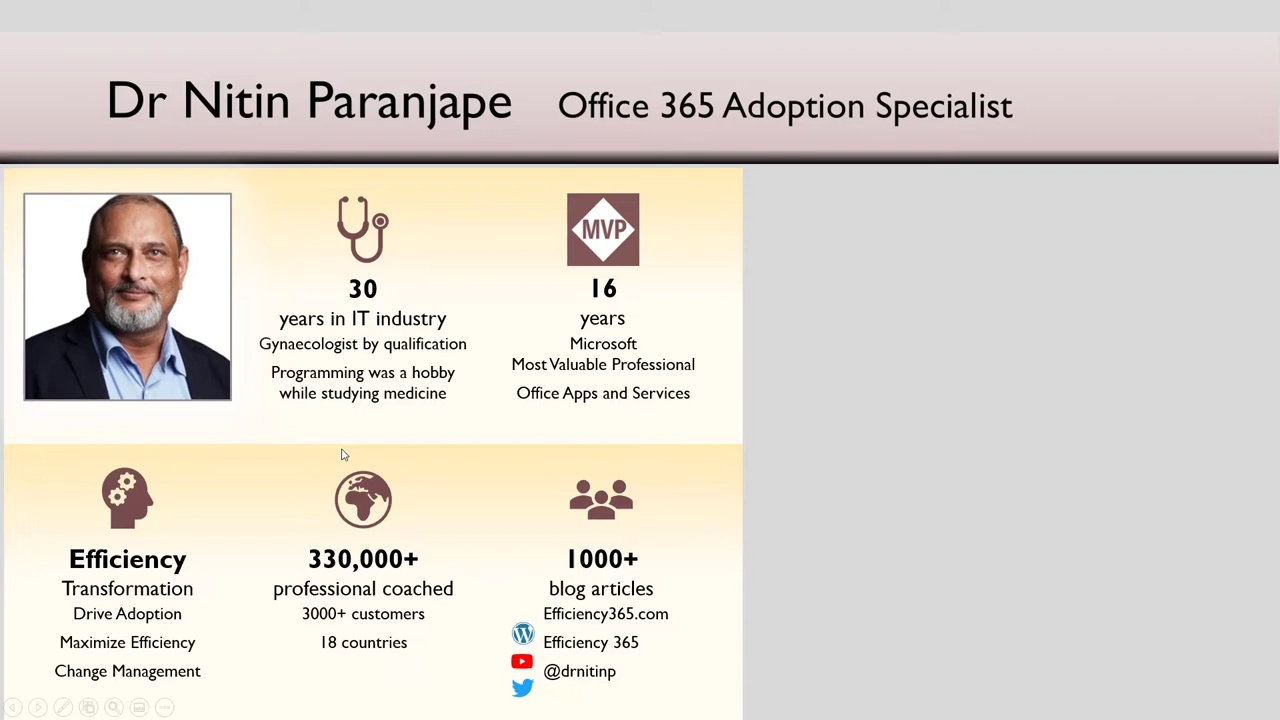 Dr Nitin Paranjape Office 365 Adoption Specialist
30
years in IT industry
Gynaecologist by qualification
Programming was a hobby
while studying medicine
MVP
16
years
Microsoft
Most Valuable Professional
Office Apps and Services
Efficiency
Transformation
Drive Adoption
Maximize Efficiency
Change Management
330,000+
professional coached
3000+ customers
18 countries
1000+
blog articles
Efficiency365.com
Efficiency 365
@drnitinp